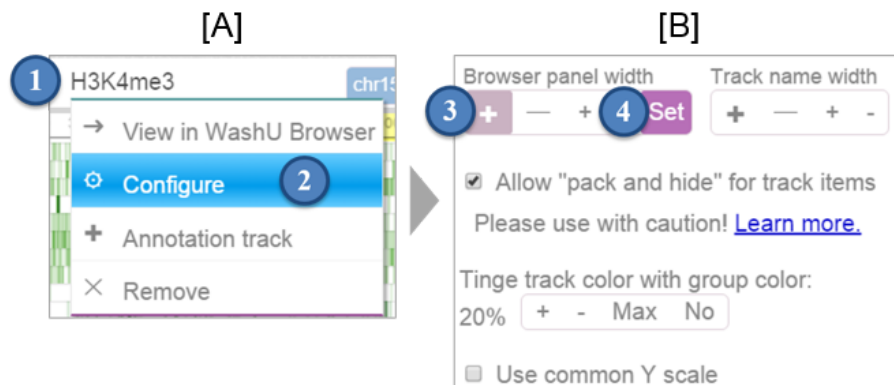 [A]
[B]
1 H3K4me3 chr15
→ View in WashU Browser
Configure 2
+ Annotation track
× Remove
Browser panel width Track name width
3 + — + 4 Set + — + -
Allow "pack and hide" for track items
Please use with caution! Learn more.
Tinge track color with group color:
20% + - Max No
Use common Y scale